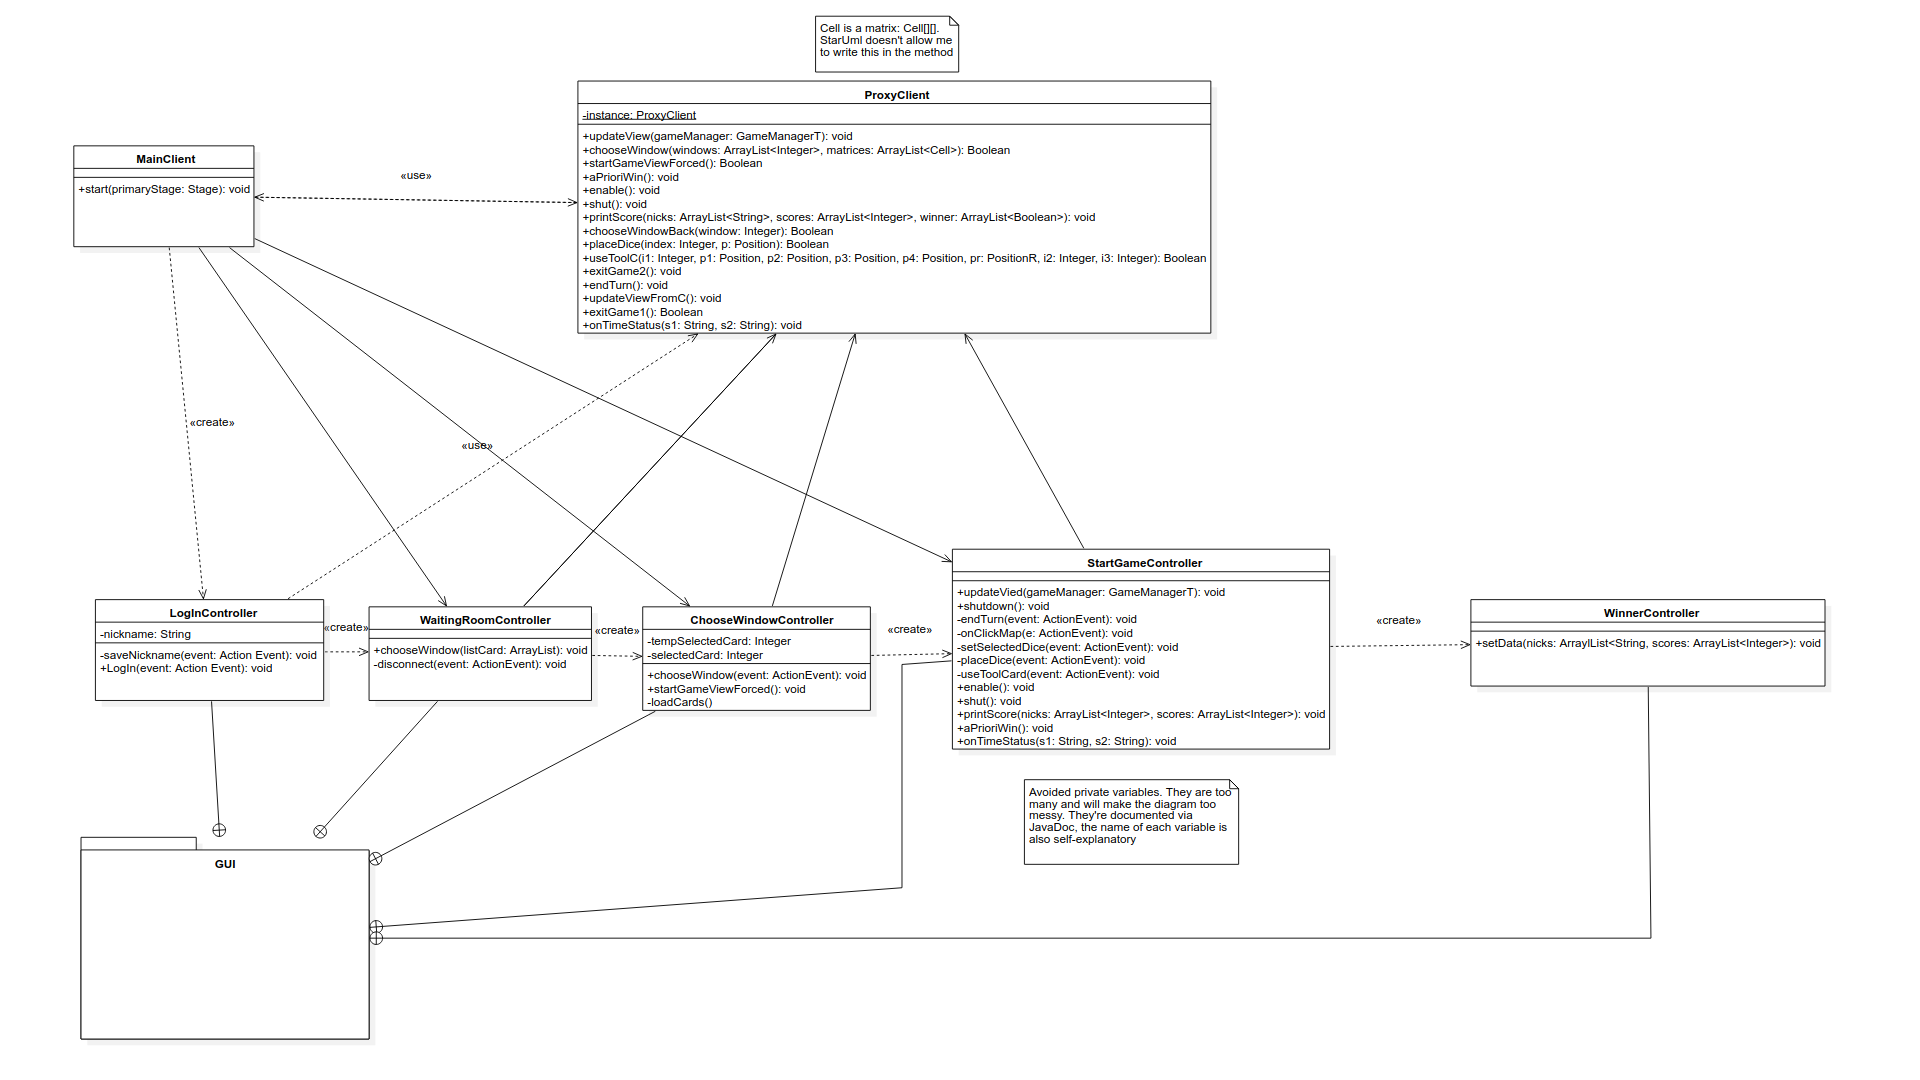 Cell is a matrix: Cell[][].
StarUml doesn't allow me
to write this in the method
ProxyClient
-instance: ProxyClient
+updateView(gameManager: GameManagerT): void
+chooseWindow(windows: ArrayList<Integer>, matrices: ArrayList<Cell>): Boolean
+startGameViewForced(): Boolean
+aPrioriWin(): void
+enable(): void
+shut(): void
+printScore(nicks: ArrayList<String>, scores: ArrayList<Integer>, winner: ArrayList<Boolean>): void
+chooseWindowBack(window: Integer): Boolean
+placeDice(index: Integer, p: Position): Boolean
+useToolC(i1: Integer, p1: Position, p2: Position, p3: Position, p4: Position, pr: PositionR, i2: Integer, i3: Integer): Boolean
+exitGame2(): void
+endTurn(): void
+updateViewFromC(): void
+exitGame1(): Boolean
+onTimeStatus(s1: String, s2: String): void
MainClient
+start(primaryStage: Stage): void
«use»
«create»
«use»
LogInController
-nickname: String
-saveNickname(event: Action Event): void
+LogIn(event: Action Event): void
«create»
WaitingRoomController
+chooseWindow(listCard: ArrayList): void
-disconnect(event: ActionEvent): void
«create»
ChooseWindowController
-tempSelectedCard: Integer
-selectedCard: Integer
+chooseWindow(event: ActionEvent): void
+startGameViewForced(): void
-loadCards()
«create»
StartGameController
+updateVied(gameManager: GameManagerT): void
+shutdown(): void
-endTurn(event: ActionEvent): void
-onClickMap(e: ActionEvent): void
-setSelectedDice(event: ActionEvent): void
-placeDice(event: ActionEvent): void
-useToolCard(event: ActionEvent): void
+enable(): void
+shut(): void
+printScore(nicks: ArrayList<Integer>, scores: ArrayList<Integer>): void
+aPrioriWin(): void
+onTimeStatus(s1: String, s2: String): void
«create»
WinnerController
+setData(nicks: ArraylList<String, scores: ArrayList<Integer>): void
Avoided private variables. They are too
many and will make the diagram too
messy. They're documented via
JavaDoc, the name of each variable is
also self-explanatory
GUI